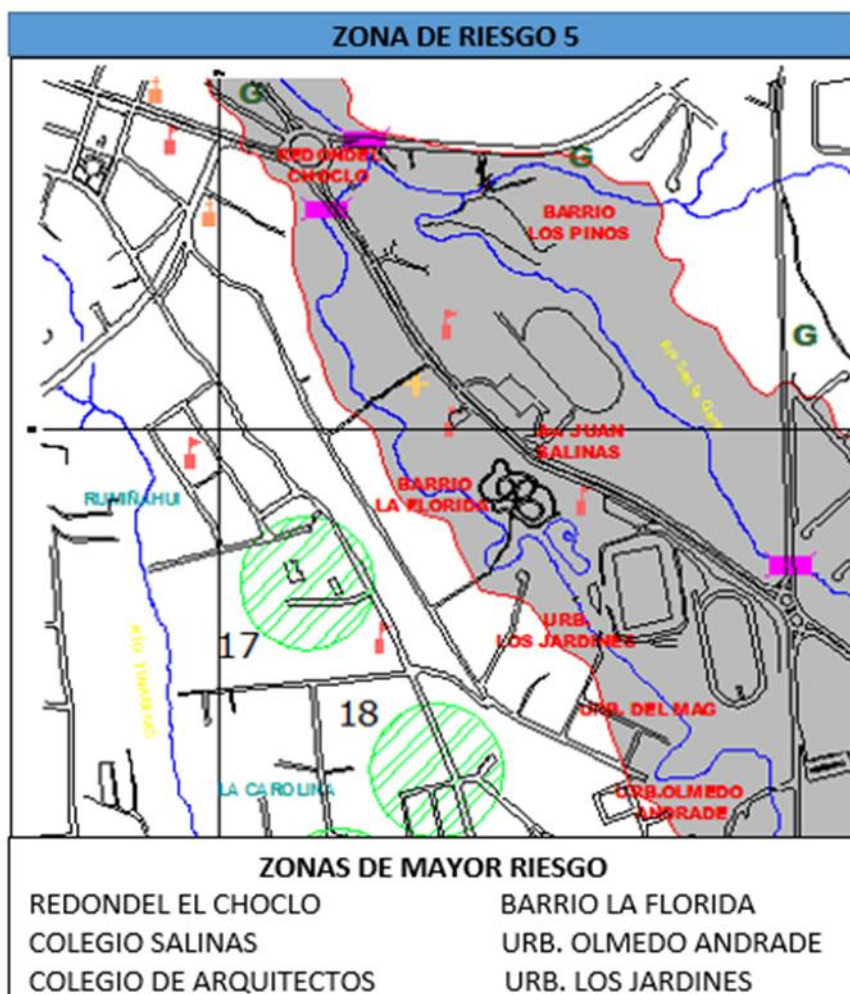 ZONA DE RIESGO 5
G
REDONDEL
CHOCLO
G
BARRIO
LOS PINOS
G
Av. JUAN
SALINAS
BARRIO
LA FLORIDA
RUMIÑAHUI
URB.
LOS JARDINES
17
18
URB. DEL MAG
LA CAROLINA
URB.OLMEDO
ANDRADE
ZONAS DE MAYOR RIESGO
REDONDEL EL CHOCLO
BARRIO LA FLORIDA
COLEGIO SALINAS
URB. OLMEDO ANDRADE
COLEGIO DE ARQUITECTOS
URB. LOS JARDINES